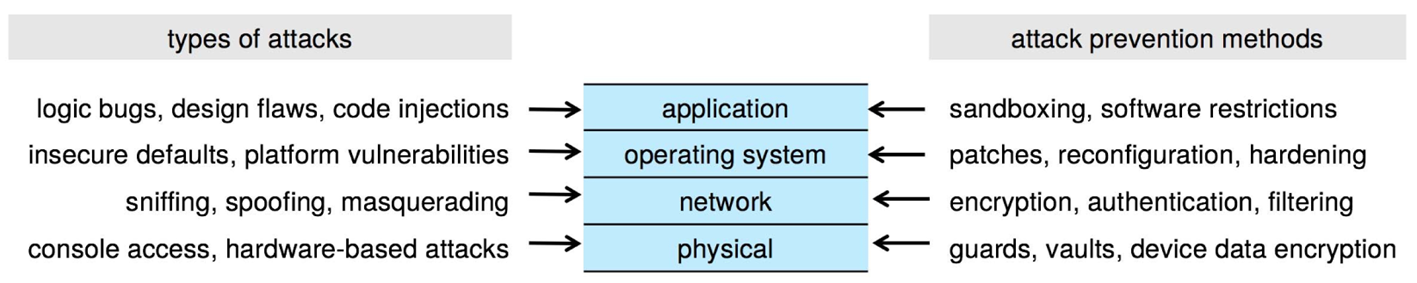 types of attacks
attack prevention methods
logic bugs, design flaws, code injections
application
sandboxing, software restrictions
insecure defaults, platform vulnerabilities
operating system
patches, reconfiguration, hardening
sniffing, spoofing, masquerading
network
encryption, authentication, filtering
console access, hardware-based attacks
physical
guards, vaults, device data encryption